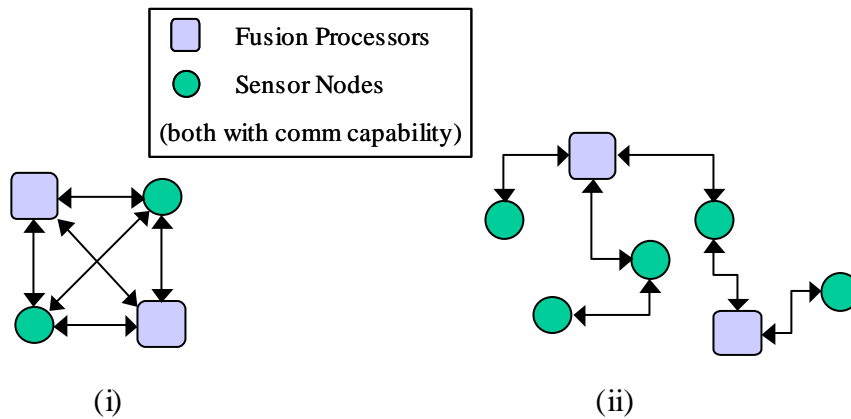 Fusion Processors
Sensor Nodes
(both with comm capability)
(i)
(ii)